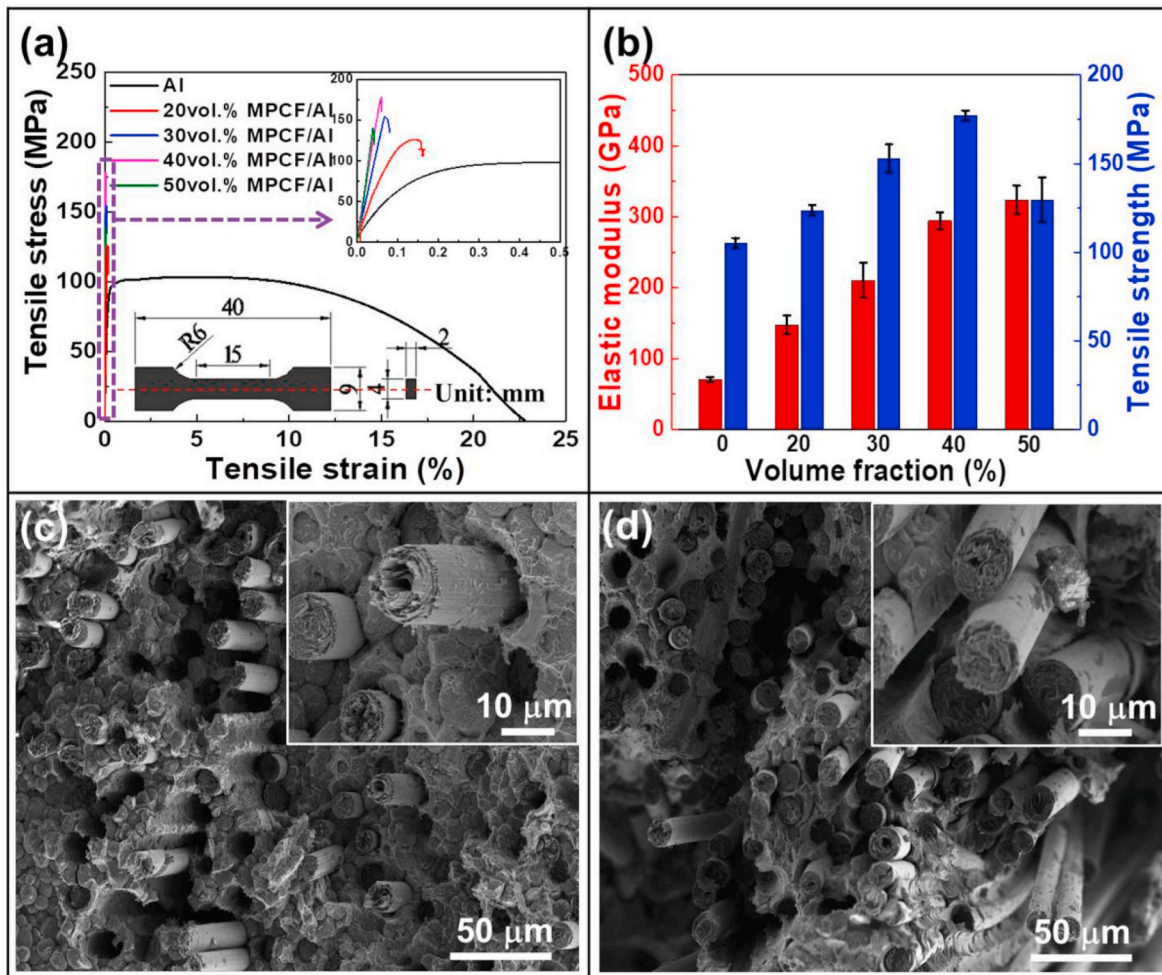 (a)
250
200
150
100
50
0
Tensile stress (MPa)
Al
20vol.% MPCF/Al
30vol.% MPCF/Al
40vol.% MPCF/Al
50vol.% MPCF/Al
200
150
100
50
0
0.0 0.1 0.2 0.3 0.4 0.5
40
R6
15
2
9
4
Unit: mm
0 5 10 15 20 25
Tensile strain (%)
(b)
500
400
300
200
100
0
Elastic modulus (GPa)
200
150
100
50
0
Tensile strength (MPa)
0 20 30 40 50
Volume fraction (%)
(c)
10 μm
50 μm
(d)
10 μm
50 μm